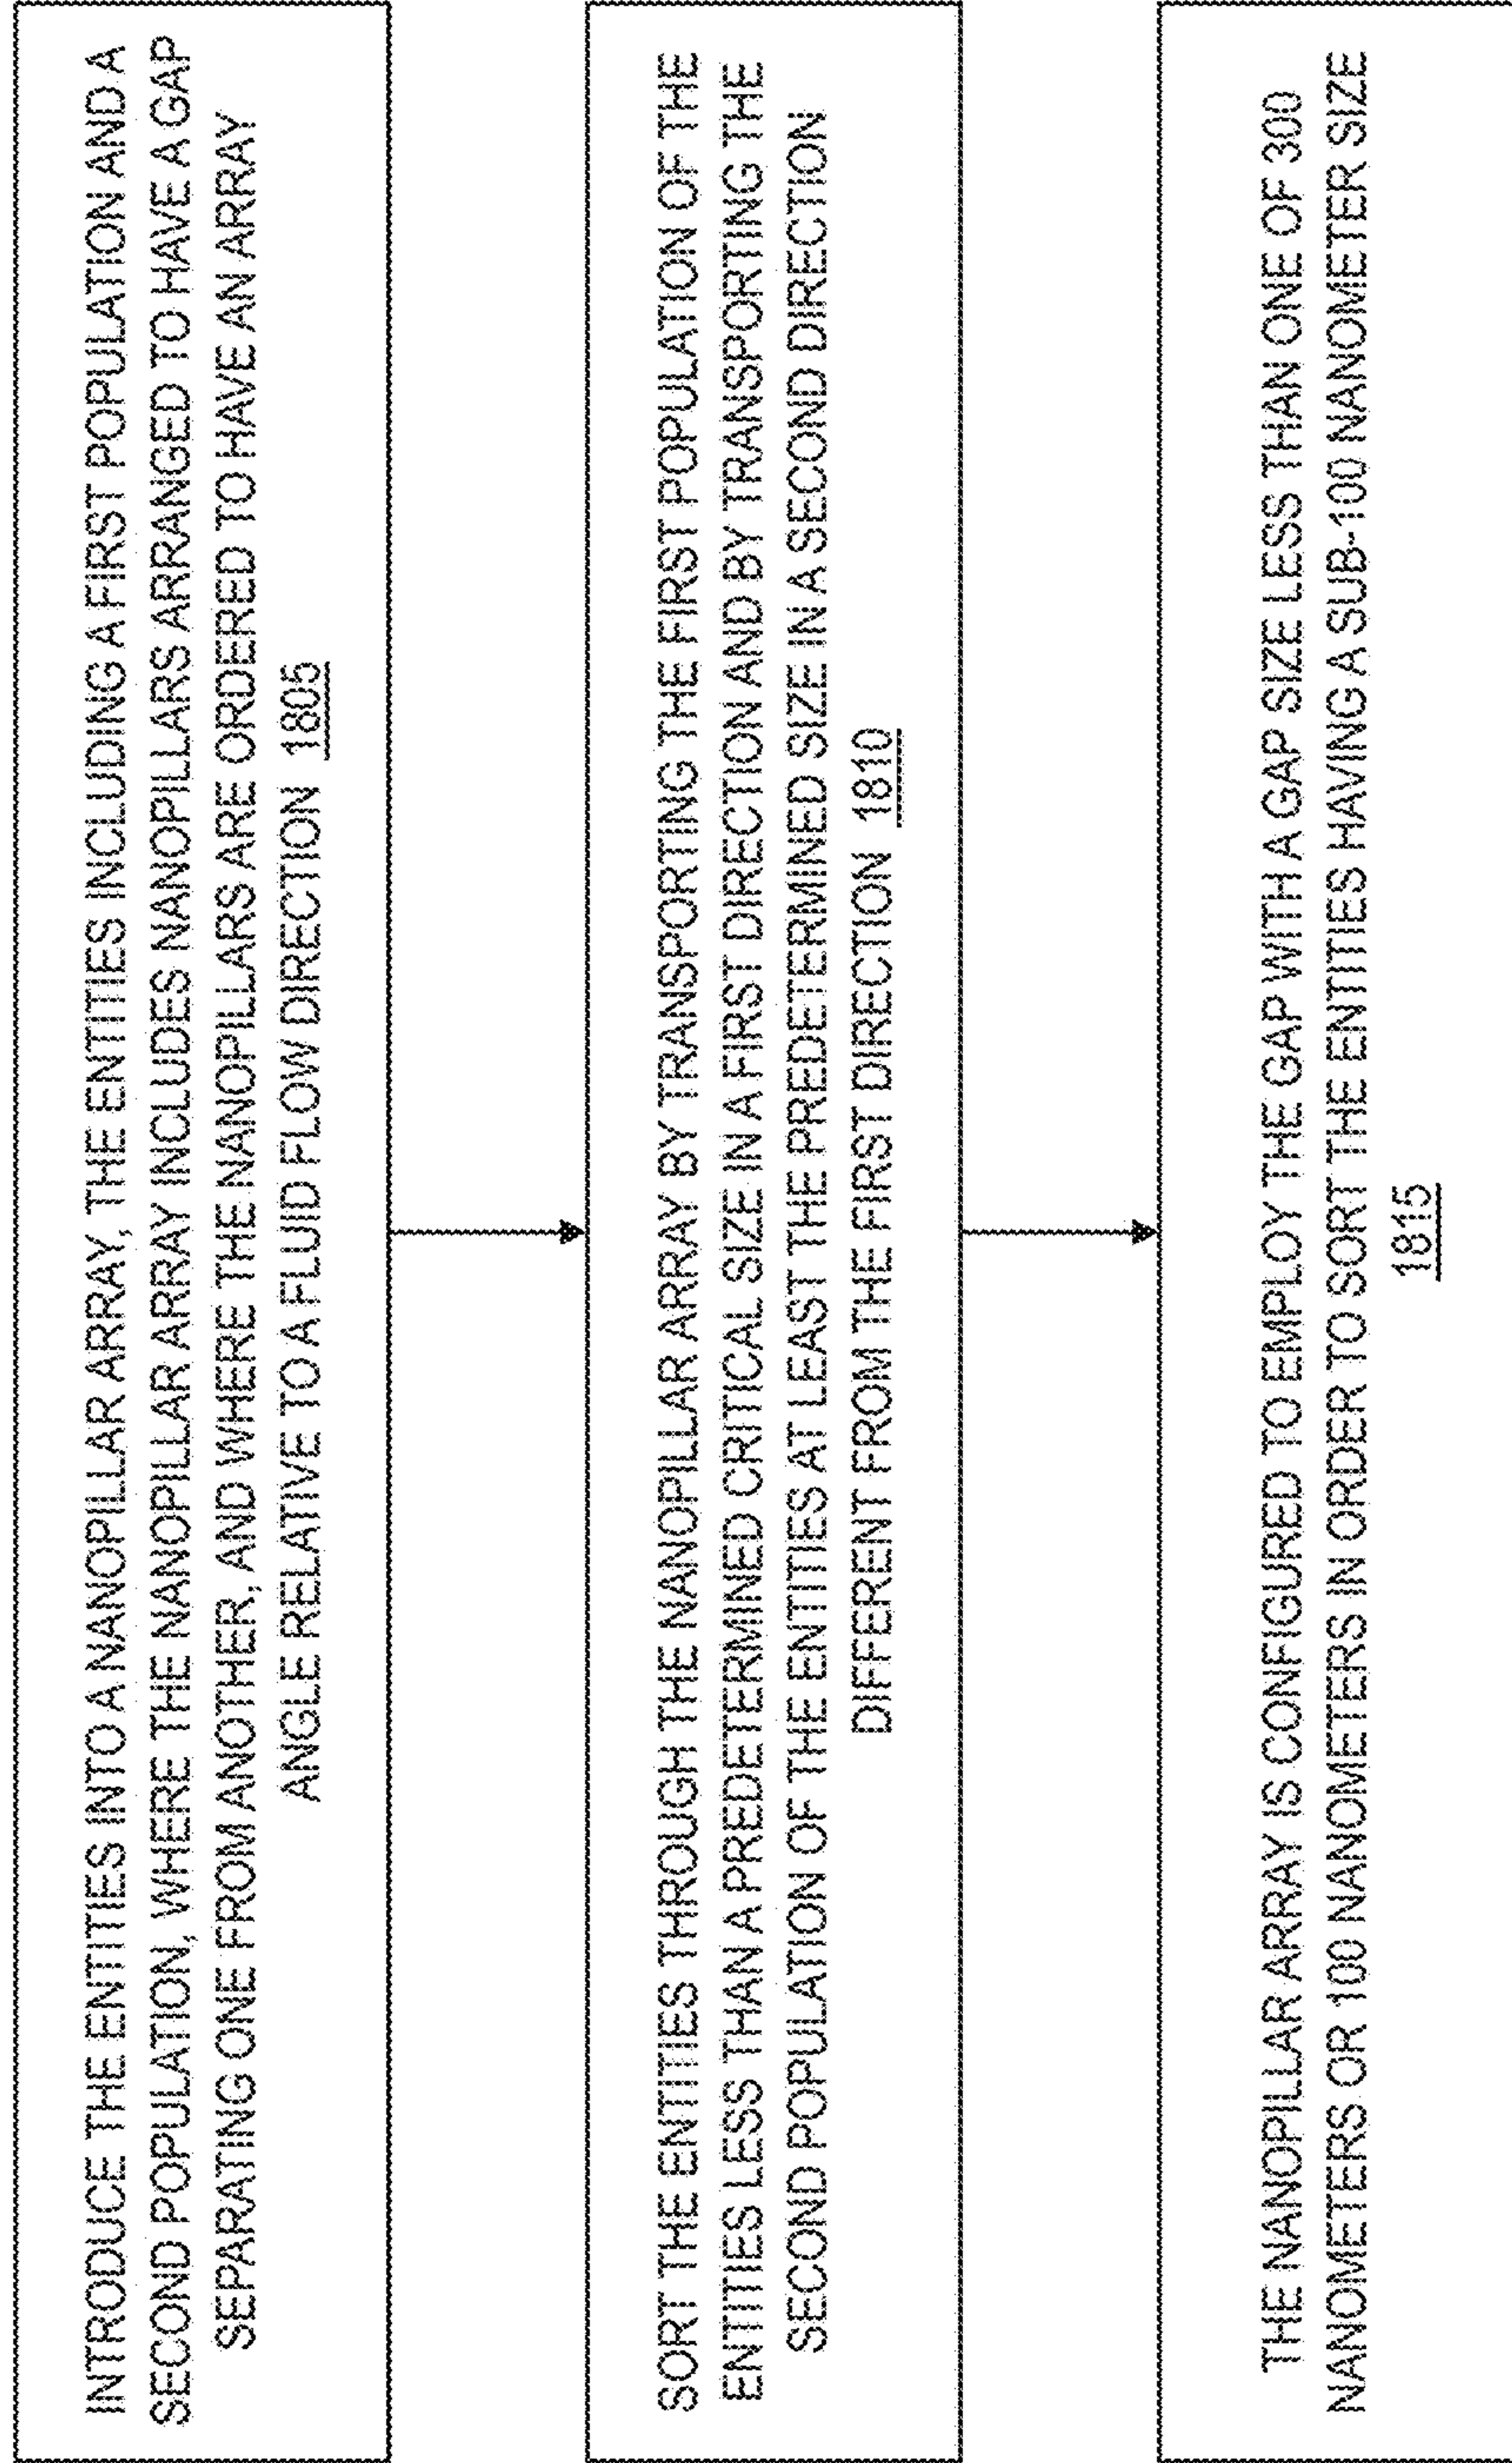 INTRODUCE THE ENTITIES INTO A NANOPILLAR ARRAY, THE ENTITIES INCLUDING A FIRST POPULATION AND A
SECOND POPULATION, WHERE THE NANOPILLAR ARRAY INCLUDES NANOPILLARS ARRANGED TO HAVE A GAP
SEPARATING ONE FROM ANOTHER, AND WHERE THE NANOPILLARS ARE ORDERED TO HAVE AN ARRAY
ANGLE RELATIVE TO A FLUID FLOW DIRECTION 1805
SORT THE ENTITIES THROUGH THE NANOPILLAR ARRAY BY TRANSPORTING THE FIRST POPULATION OF THE
ENTITIES LESS THAN A PREDETERMINED CRITICAL SIZE IN A FIRST DIRECTION AND BY TRANSPORTING THE
SECOND POPULATION OF THE ENTITIES AT LEAST THE PREDETERMINED SIZE IN A SECOND DIRECTION
DIFFERENT FROM THE FIRST DIRECTION 1810
THE NANOPILLAR ARRAY IS CONFIGURED TO EMPLOY THE GAP WITH A GAP SIZE LESS THAN ONE OF 300
NANOMETERS OR 100 NANOMETERS IN ORDER TO SORT THE ENTITIES HAVING A SUB-100 NANOMETER SIZE
1815